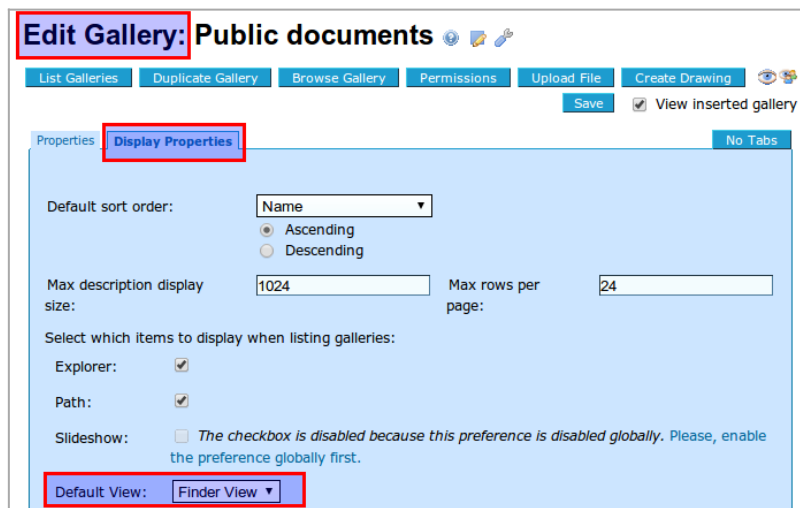 Edit Gallery: Public documents
List Galleries Duplicate Gallery Browse Gallery Permissions Upload File Create Drawing
Save View inserted gallery
Properties Display Properties No Tabs
Default sort order: Name
Ascending
Descending
Max description display size: 1024 Max rows per page: 24
Select which items to display when listing galleries:
Explorer:
Path:
Slideshow: The checkbox is disabled because this preference is disabled globally. Please, enable
the preference globally first.
Default View: Finder View